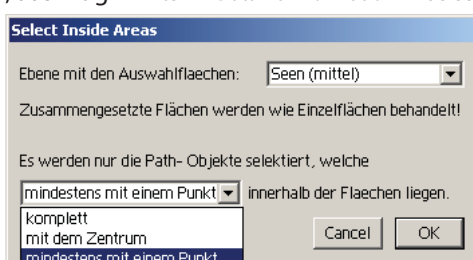 Select Inside Areas
Ebene mit den Auswahlflaechen: Seen (mittel)
Zusammengesetzte Flächen werden wie Einzelflächen behandelt!
Es werden nur die Path- Objekte selektiert, welche
mindestens mit einem Punkt innerhalb der Flaechen liegen.
komplett
mit dem Zentrum
mindestens mit einem Punkt
Cancel OK